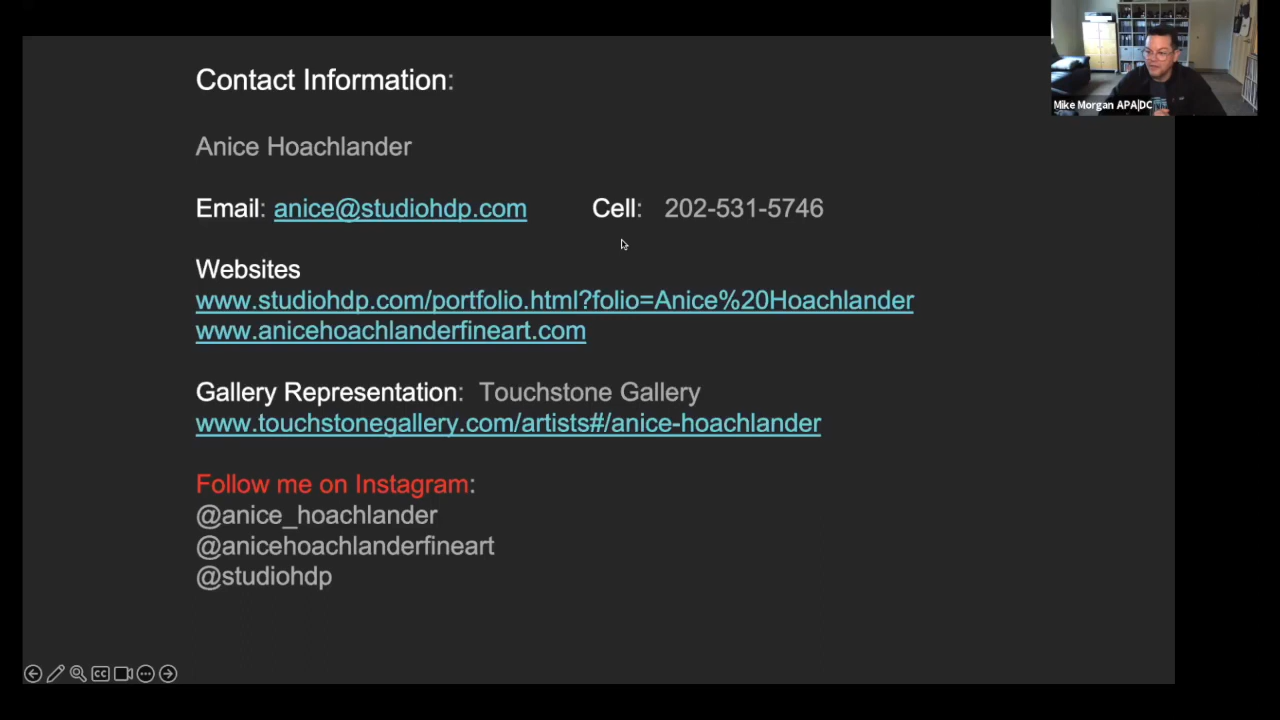 Contact Information:
Anice Hoachlander
Email: anice@studiohdp.com Cell: 202-531-5746
Websites
www.studiohdp.com/portfolio.html?folio=Anice%20Hoachlander
www.anicehoachlanderfineart.com
Gallery Representation: Touchstone Gallery
www.touchstonegallery.com/artists#/anice-hoachlander
Follow me on Instagram:
@anice_hoachlander
@anicehoachlanderfineart
@studiohdp
Mike Morgan APA|DC
CC